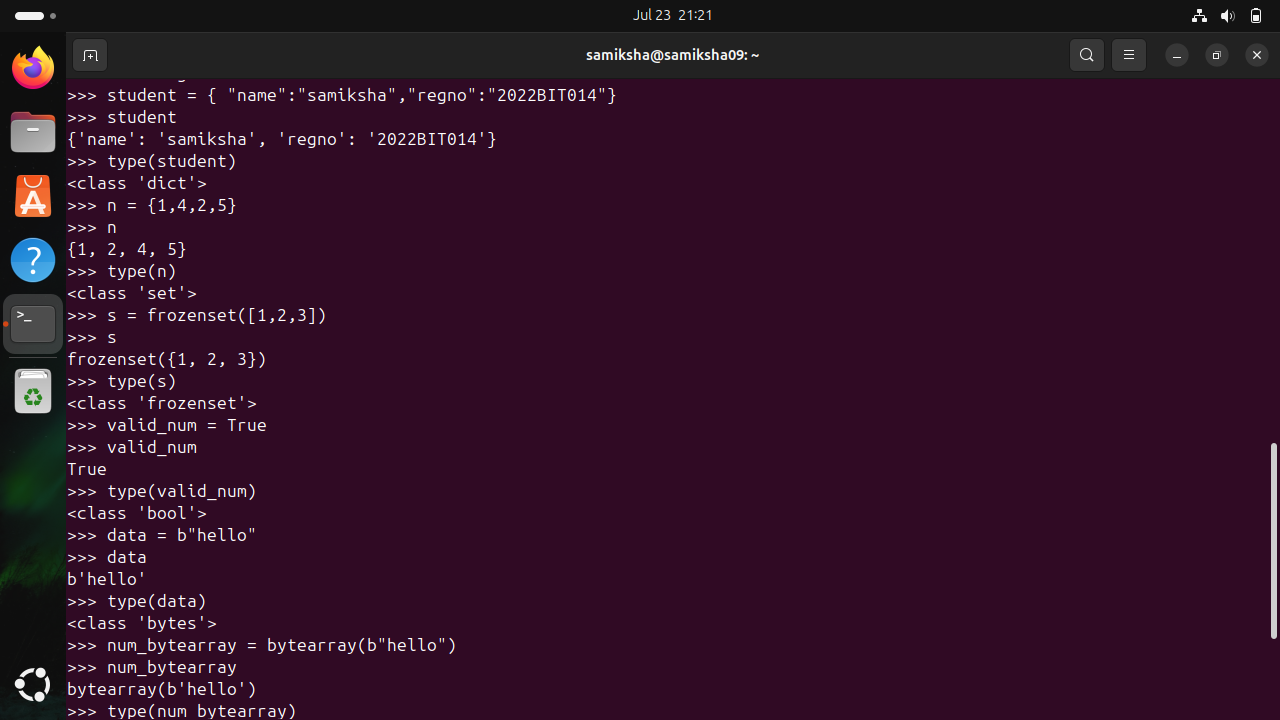 Jul 23 21:21
samiksha@samiksha09: ~
>>> student = { "name":"samiksha","regno":"2022BIT014"}
>>> student
{'name': 'samiksha', 'regno': '2022BIT014'}
>>> type(student)
<class 'dict'>
>>> n = {1,4,2,5}
>>> n
{1, 2, 4, 5}
>>> type(n)
<class 'set'>
>>> s = frozenset([1,2,3])
>>> s
frozenset({1, 2, 3})
>>> type(s)
<class 'frozenset'>
>>> valid_num = True
>>> valid_num
True
>>> type(valid_num)
<class 'bool'>
>>> data = b"hello"
>>> data
b'hello'
>>> type(data)
<class 'bytes'>
>>> num_bytearray = bytearray(b"hello")
>>> num_bytearray
bytearray(b'hello')
>>> type(num_bytearray)